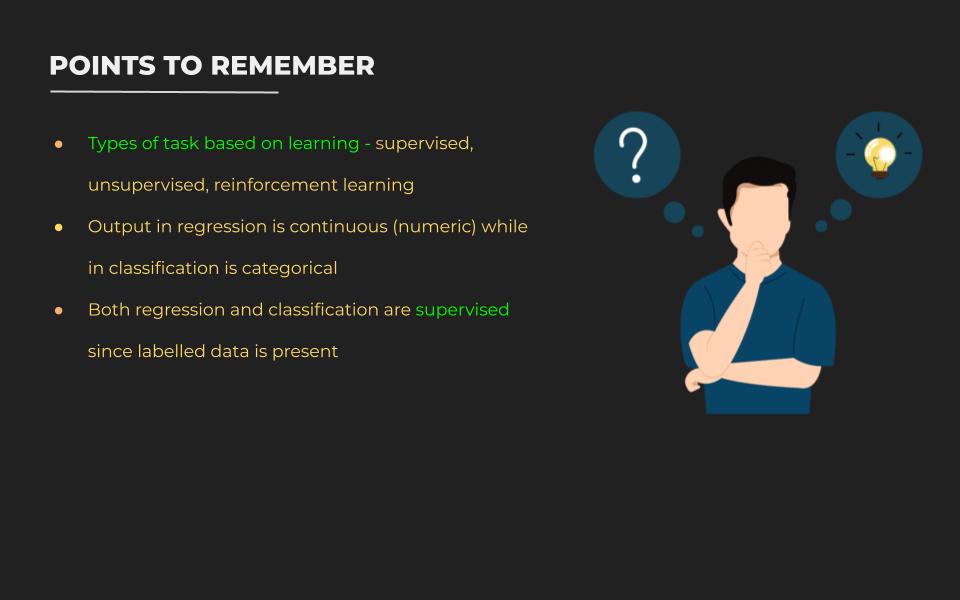 POINTS TO REMEMBER
● Types of task based on learning - supervised,
unsupervised, reinforcement learning
● Output in regression is continuous (numeric) while
in classification is categorical
● Both regression and classification are supervised
since labelled data is present
?